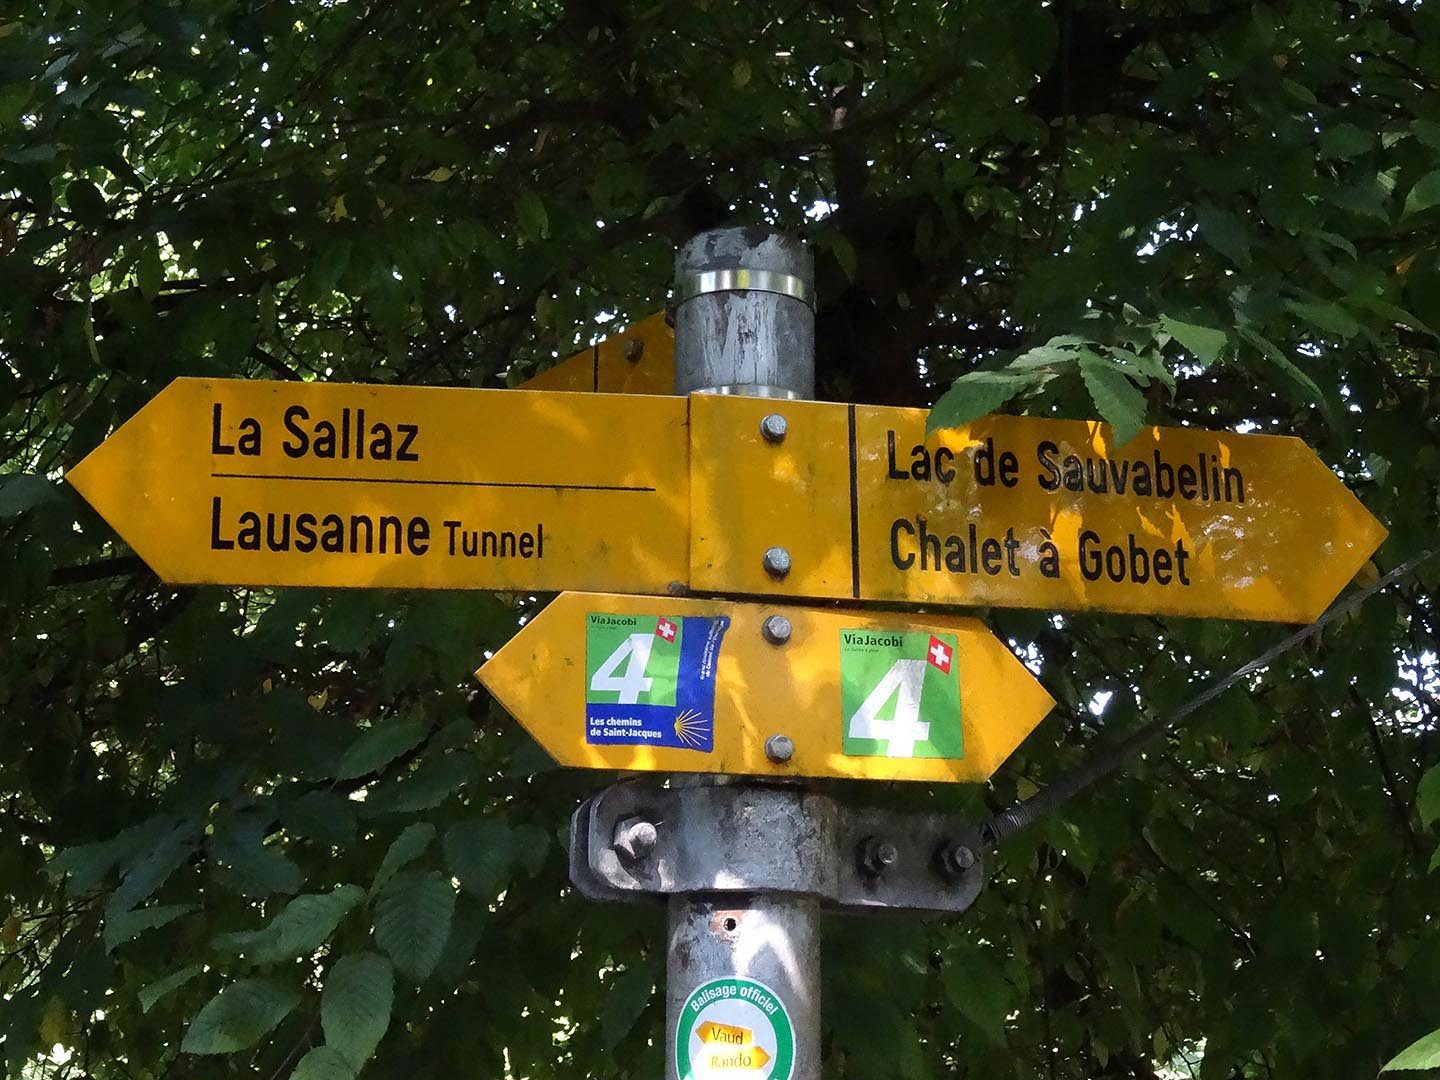 La Sallaz
Lausanne Tunnel
Lac de Sauvabelin
Chalet à Gobet
ViaJacobi
4
Les chemins
de Saint-Jacques
ViaJacobi
4
Balisage officiel
Vaud
Rando